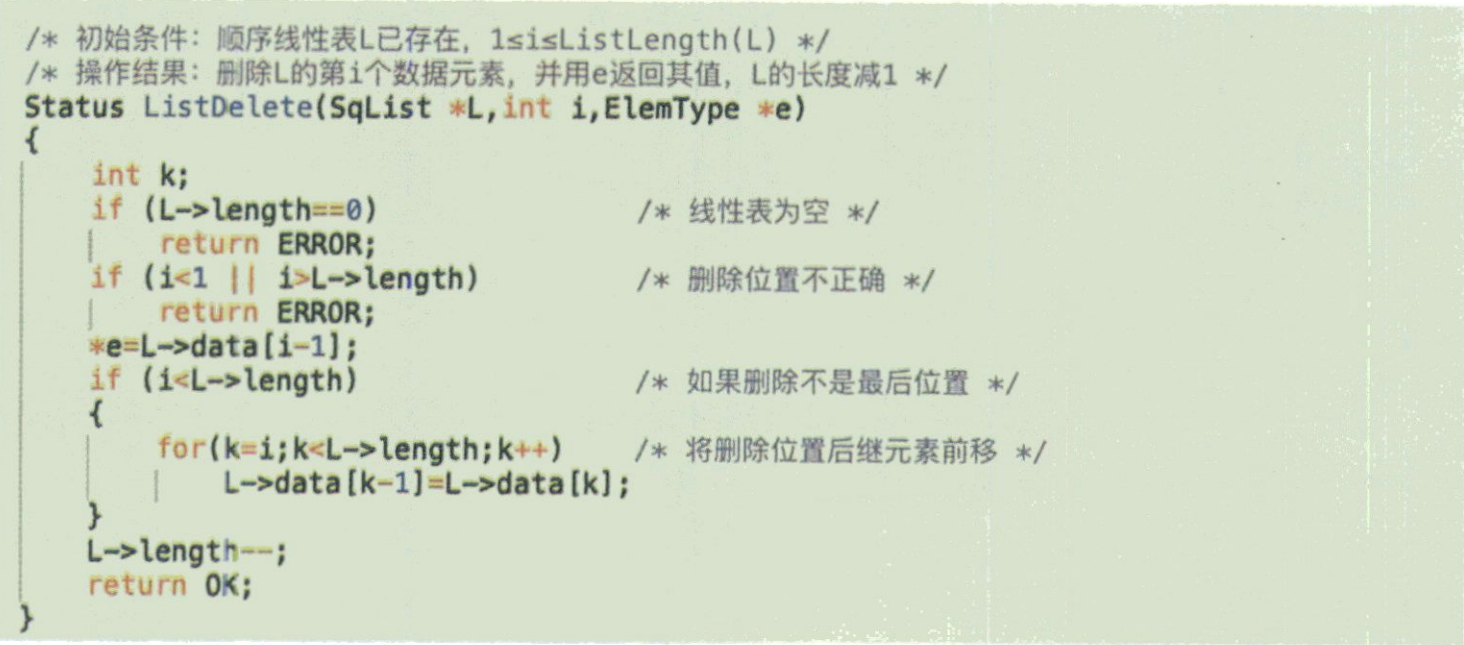 /* 初始条件：顺序线性表L已存在，1≤i≤ListLength(L) */
/* 操作结果：删除L的第i个数据元素，并用e返回其值，L的长度减1 */
Status ListDelete(SqList *L,int i,ElemType *e)
{
    int k;
    if (L->length==0)                /* 线性表为空 */
        return ERROR;
    if (i<1 || i>L->length)          /* 删除位置不正确 */
        return ERROR;
    *e=L->data[i-1];
    if (i<L->length)                 /* 如果删除不是最后位置 */
    {
        for(k=i;k<L->length;k++)     /* 将删除位置后继元素前移 */
            L->data[k-1]=L->data[k];
    }
    L->length--;
    return OK;
}